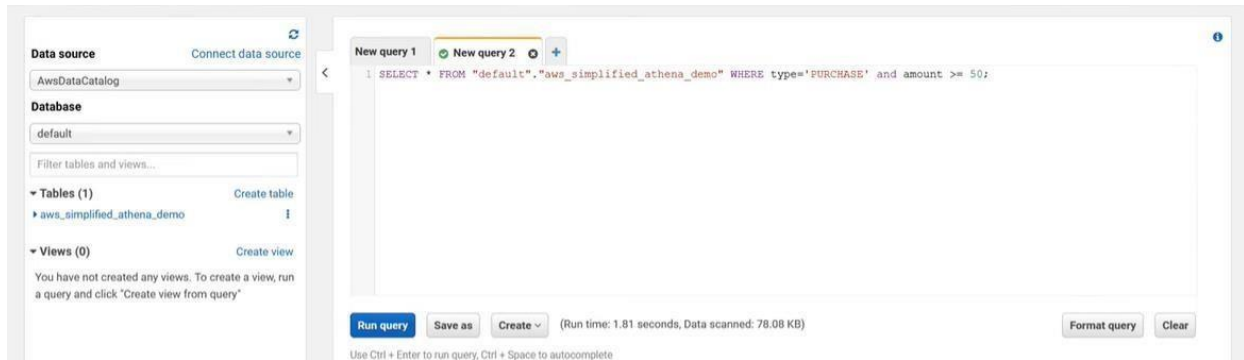 Data source
Connect data source
AwsDataCatalog
Database
default
Filter tables and views...
Tables (1)
Create table
aws_simplified_athena_demo
Views (0)
Create view
You have not created any views. To create a view, run
a query and click "Create view from query"
New query 1
New query 2
1 SELECT * FROM "default"."aws_simplified_athena_demo" WHERE type='PURCHASE' and amount >= 50;
Run query
Save as
Create
(Run time: 1.81 seconds, Data scanned: 78.08 KB)
Format query
Clear
Use Ctrl + Enter to run query, Ctrl + Space to autocomplete